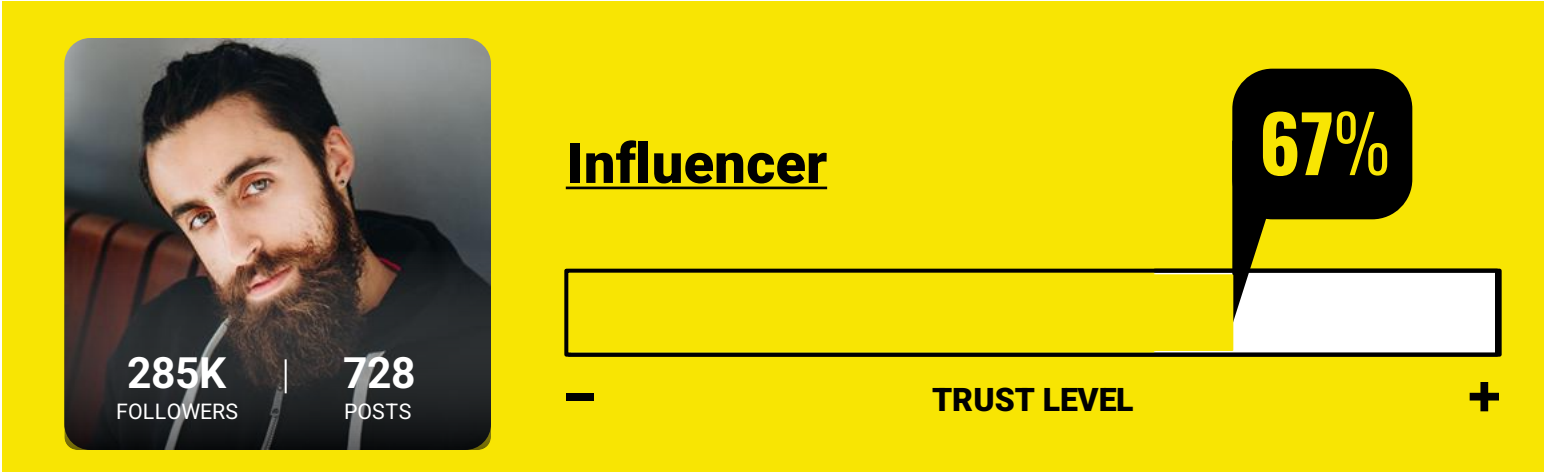 Influencer
67%
285K | 728
FOLLOWERS POSTS
− TRUST LEVEL +